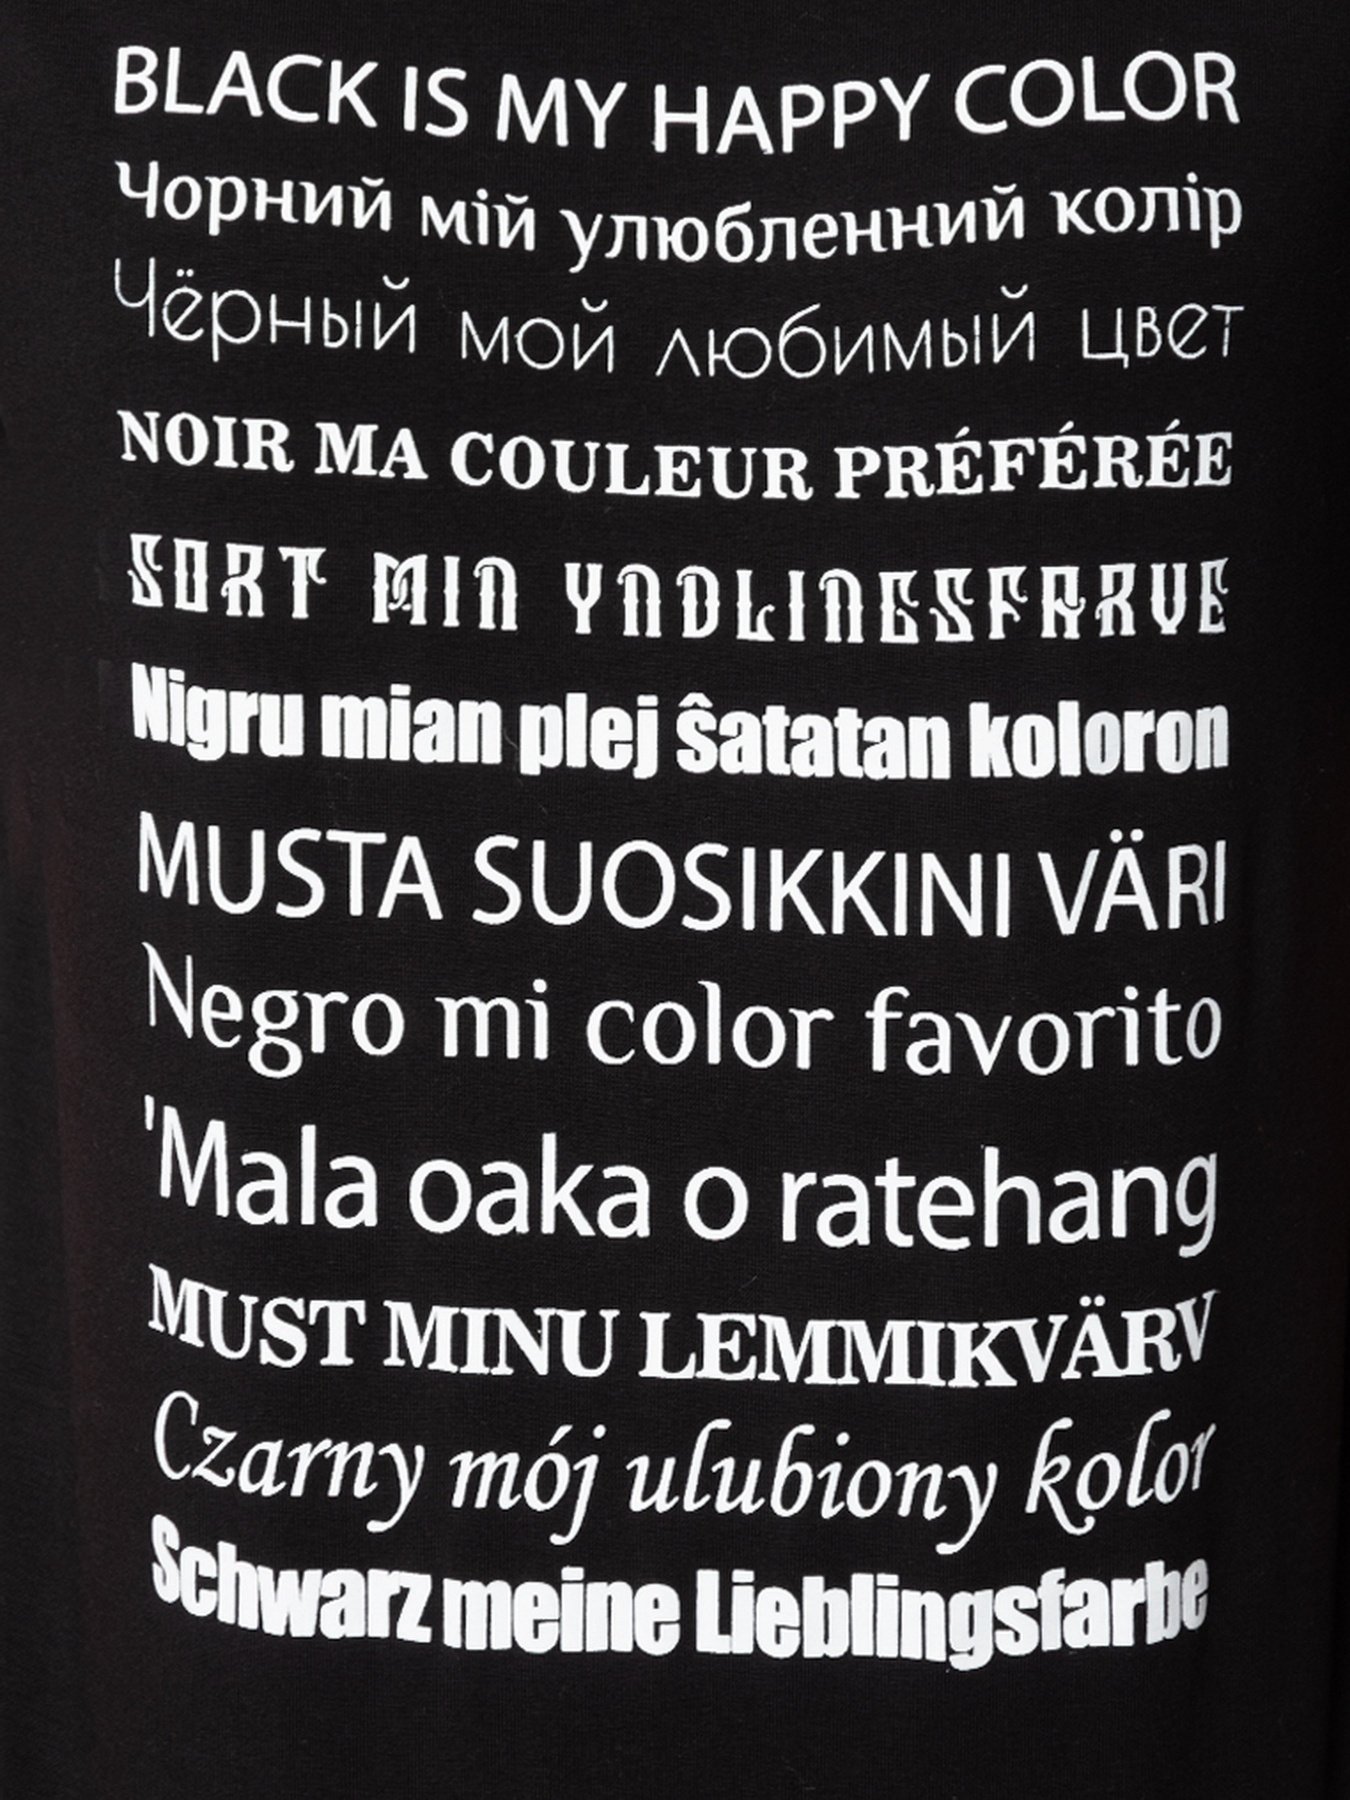 BLACK IS MY HAPPY COLOR
Чорний мій улюбленний колір
Чёрный мой любимый цвет
NOIR MA COULEUR PRÉFÉRÉE
SORT MIN YNDLINGSFARVE
Nigru mian plej ŝatatan koloron
MUSTA SUOSIKKINI VÄRI
Negro mi color favorito
'Mala oaka o ratehang
MUST MINU LEMMIKVÄRV
Czarny mój ulubiony kolor
Schwarz meine Lieblingsfarbe